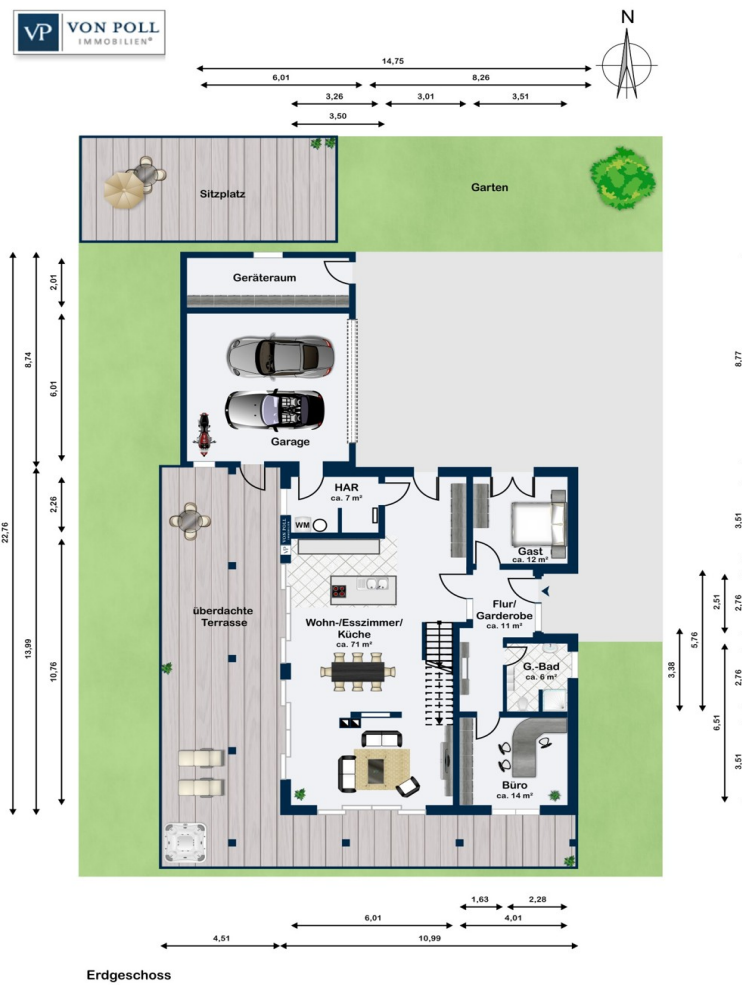 VP VON POLL
IMMOBILIEN®
N
14,75
6,01
8,26
3,26
3,01
3,51
3,50
Sitzplatz
Garten
Geräteraum
2,01
8,74
6,01
8,77
Garage
HAR
ca. 7 m²
WM
VON POLL
VP
Gast
ca. 12 m²
2,26
3,51
22,76
13,99
10,76
überdachte
Terrasse
Wohn-/Esszimmer/
Küche
ca. 71 m²
Flur/
Garderobe
ca. 11 m²
G.-Bad
ca. 6 m²
Büro
ca. 14 m²
2,51
2,76
5,76
3,38
2,76
6,51
3,51
1,63
2,28
6,01
4,01
4,51
10,99
Erdgeschoss